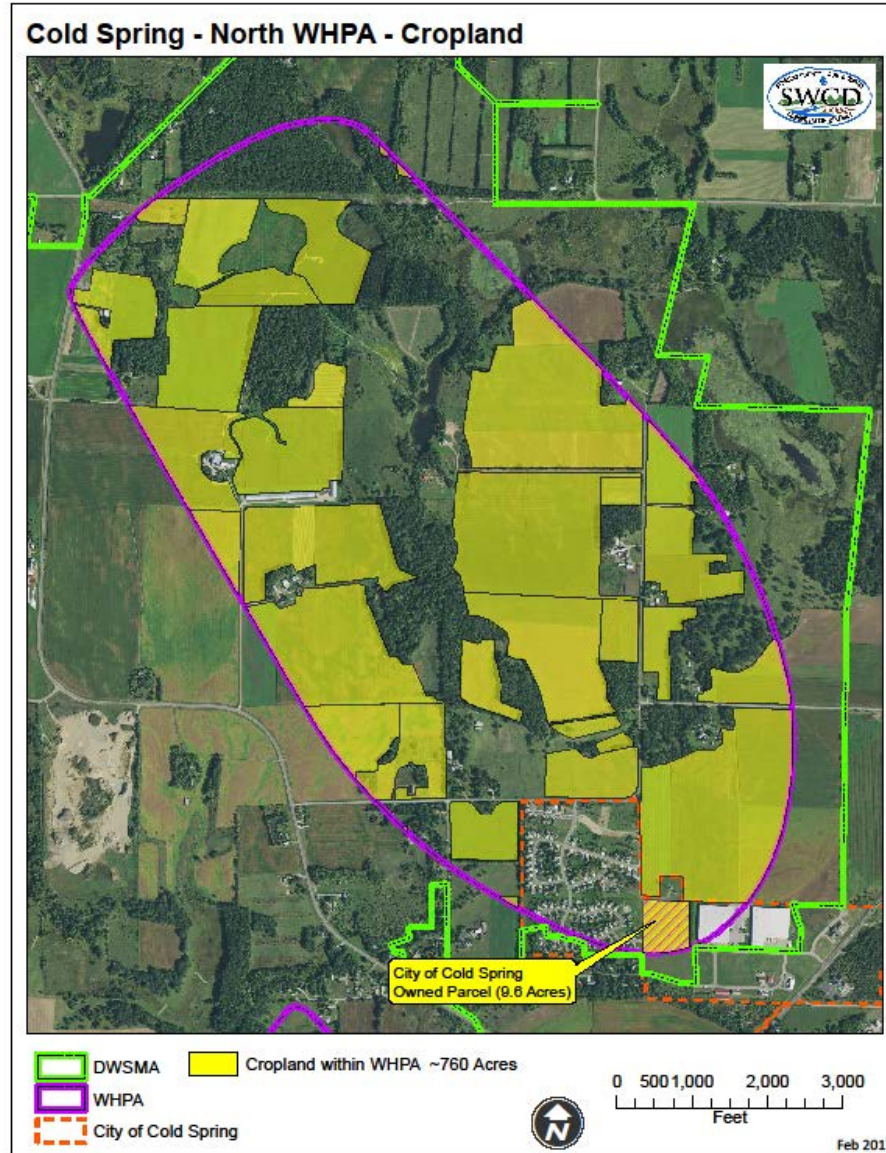 Cold Spring - North WHPA - Cropland
SWCD
City of Cold Spring
Owned Parcel (9.6 Acres)
DWSMA
Cropland within WHPA ~760 Acres
WHPA
City of Cold Spring
0 500 1,000 2,000 3,000
Feet
N
Feb 201